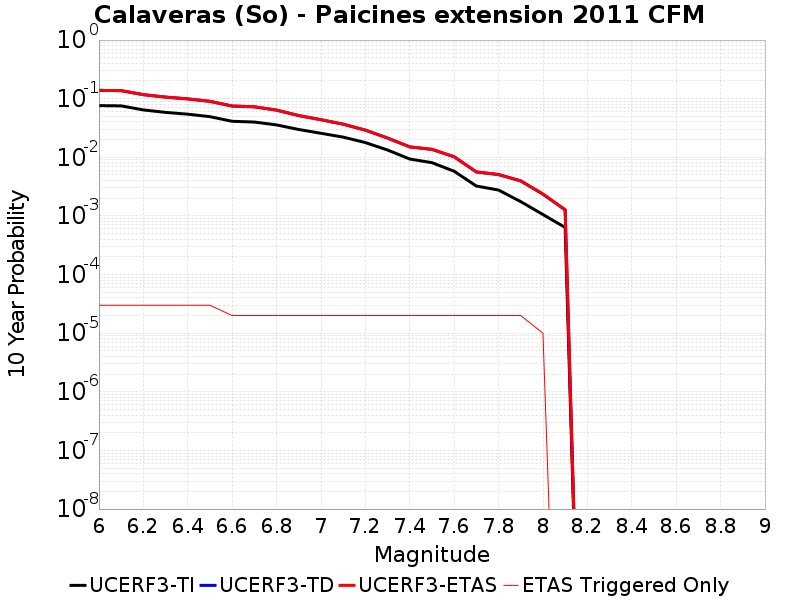 Calaveras (So) - Paicines extension 2011 CFM
10 Year Probability
10^0
10^-1
10^-2
10^-3
10^-4
10^-5
10^-6
10^-7
10^-8
6 6.2 6.4 6.6 6.8 7 7.2 7.4 7.6 7.8 8 8.2 8.4 8.6 8.8 9
Magnitude
UCERF3-TI UCERF3-TD UCERF3-ETAS ETAS Triggered Only